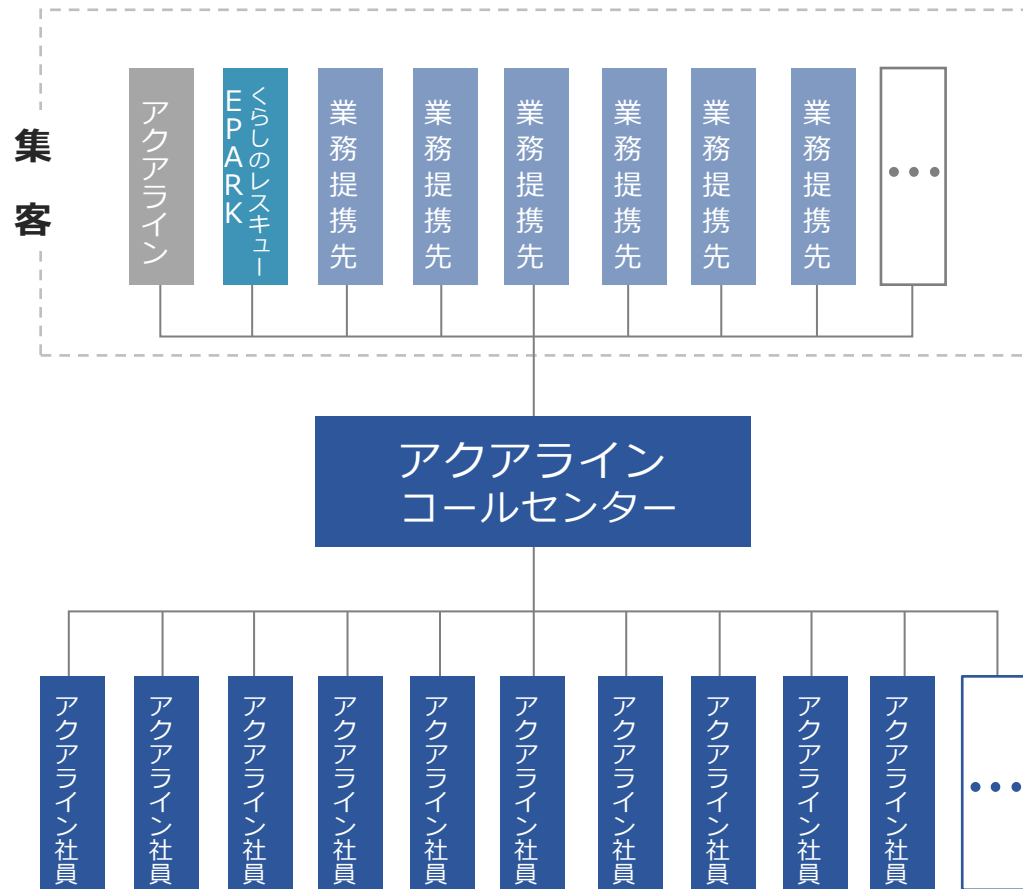 集客
アクアライン
くらしのレスキュー
EPARK
業務提携先
業務提携先
業務提携先
業務提携先
業務提携先
業務提携先
•••
アクアライン
コールセンター
アクアライン社員
アクアライン社員
アクアライン社員
アクアライン社員
アクアライン社員
アクアライン社員
アクアライン社員
アクアライン社員
アクアライン社員
アクアライン社員
•••